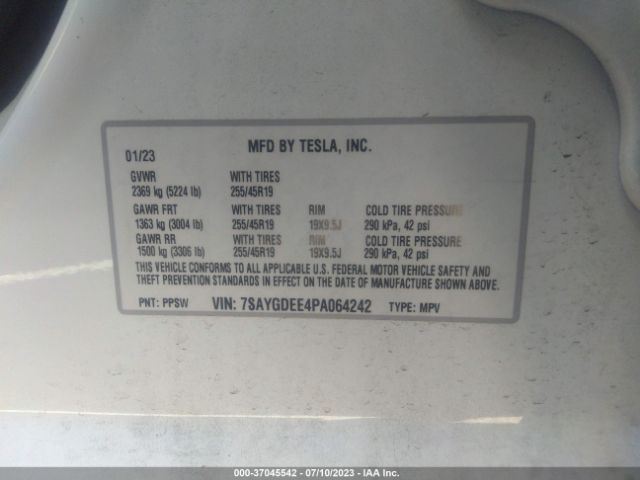 MFD BY TESLA, INC.
01/23
GVWR WITH TIRES
2369 kg (5224 lb) 255/45R19
GAWR FRT WITH TIRES RIM COLD TIRE PRESSURE
1363 kg (3004 lb) 255/45R19 19X9.5J 290 kPa, 42 psi
GAWR RR WITH TIRES RIM COLD TIRE PRESSURE
1500 kg (3306 lb) 255/45R19 19X9.5J 290 kPa, 42 psi
THIS VEHICLE CONFORMS TO ALL APPLICABLE U.S. FEDERAL MOTOR VEHICLE SAFETY AND
THEFT PREVENTION STANDARDS IN EFFECT ON THE DATE OF MANUFACTURE SHOWN ABOVE.
PNT: PPSW VIN: 7SAYGDEE4PA064242 TYPE: MPV
000-37045542 / 07/10/2023 - IAA Inc.